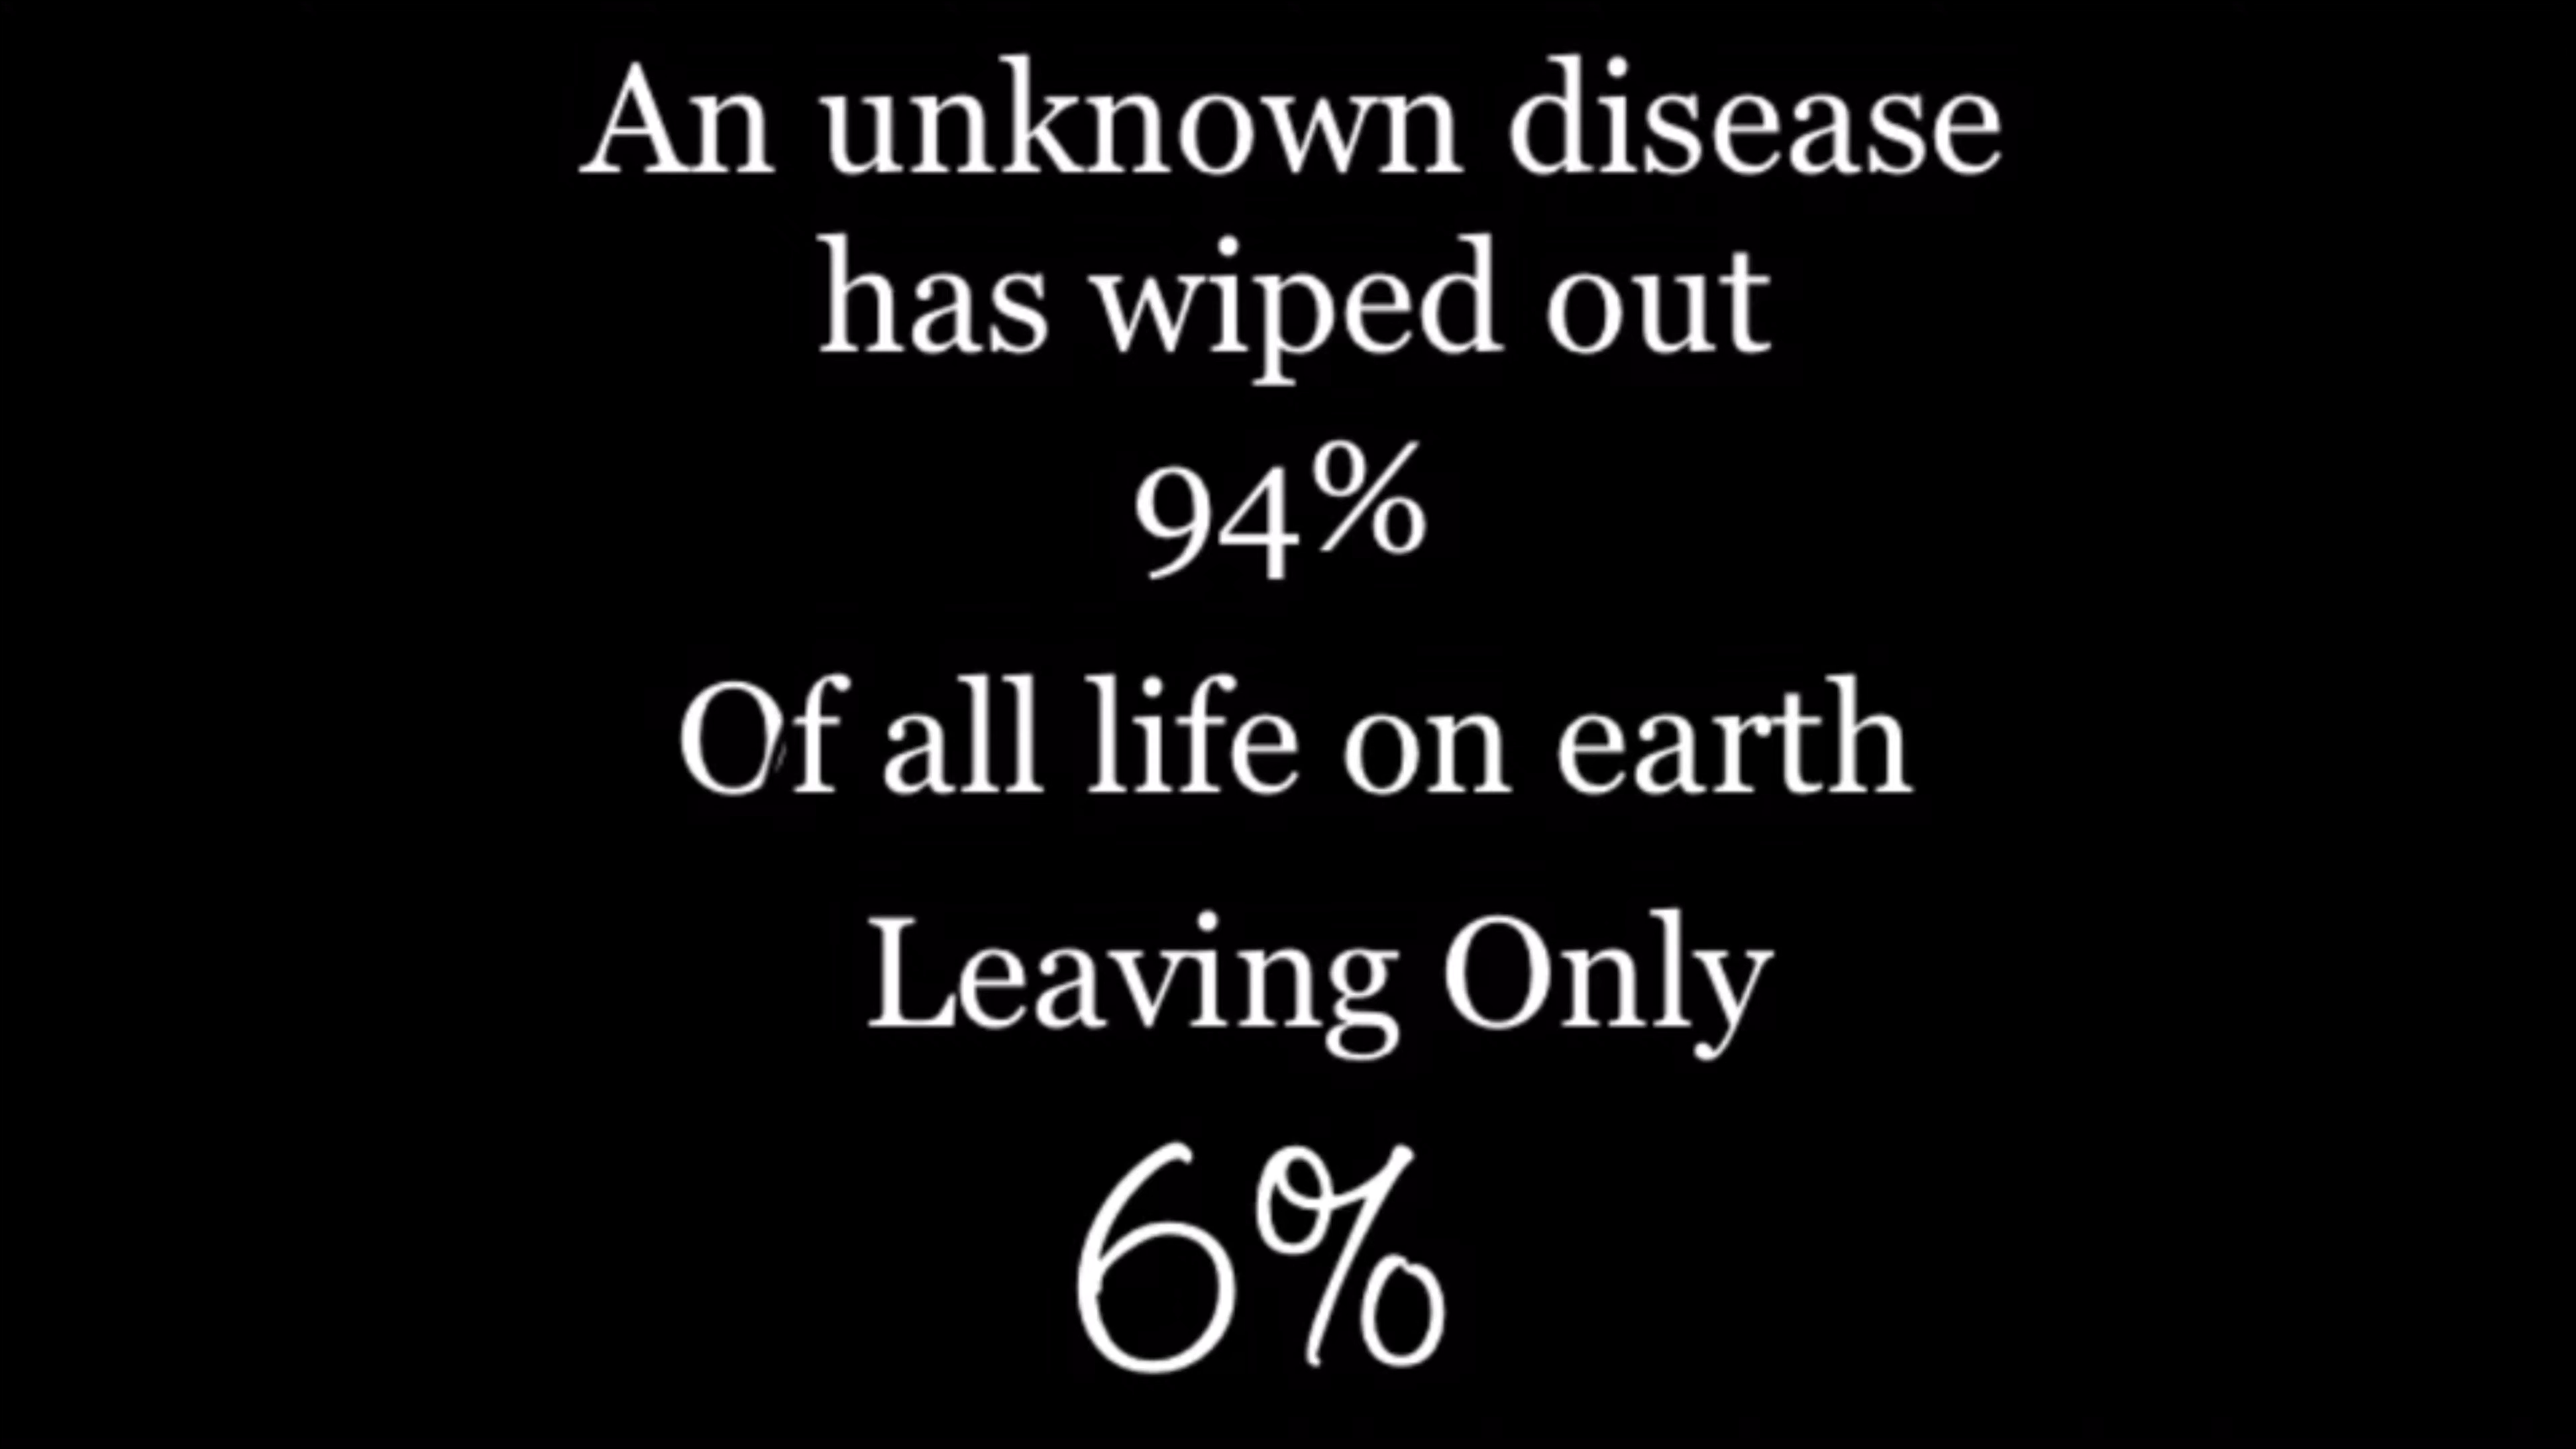 An unknown disease
has wiped out
94%
Of all life on earth
Leaving Only
6%